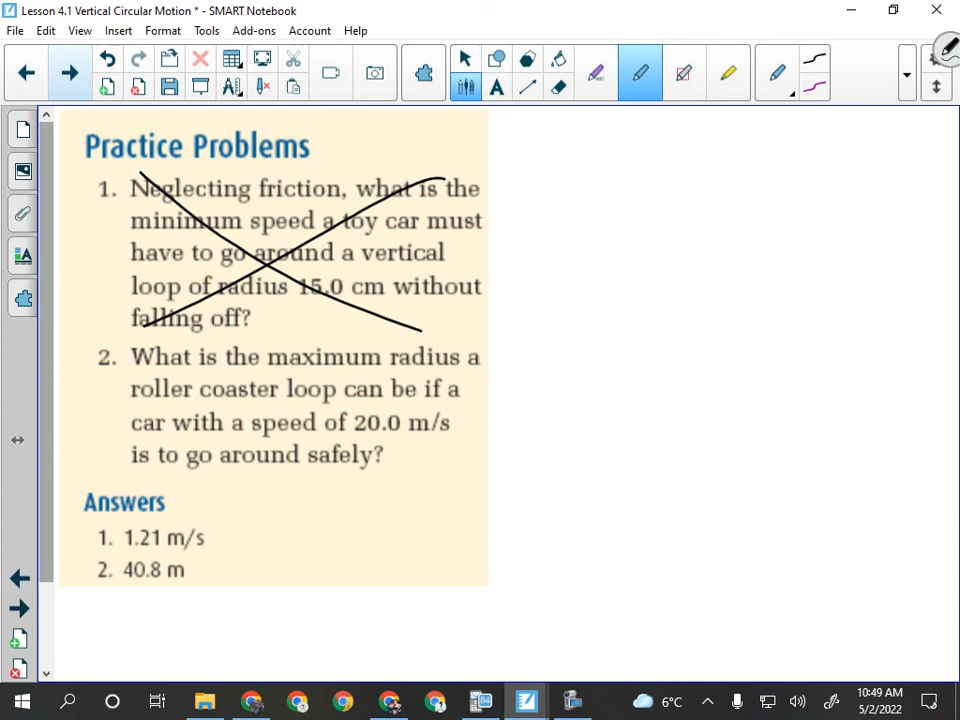 Lesson 4.1 Vertical Circular Motion * - SMART Notebook
File Edit View Insert Format Tools Add-ons Account Help
Practice Problems
1. Neglecting friction, what is the
minimum speed a toy car must
have to go around a vertical
loop of radius 15.0 cm without
falling off?
2. What is the maximum radius a
roller coaster loop can be if a
car with a speed of 20.0 m/s
is to go around safely?
Answers
1. 1.21 m/s
2. 40.8 m
6°C
10:49 AM
5/2/2022